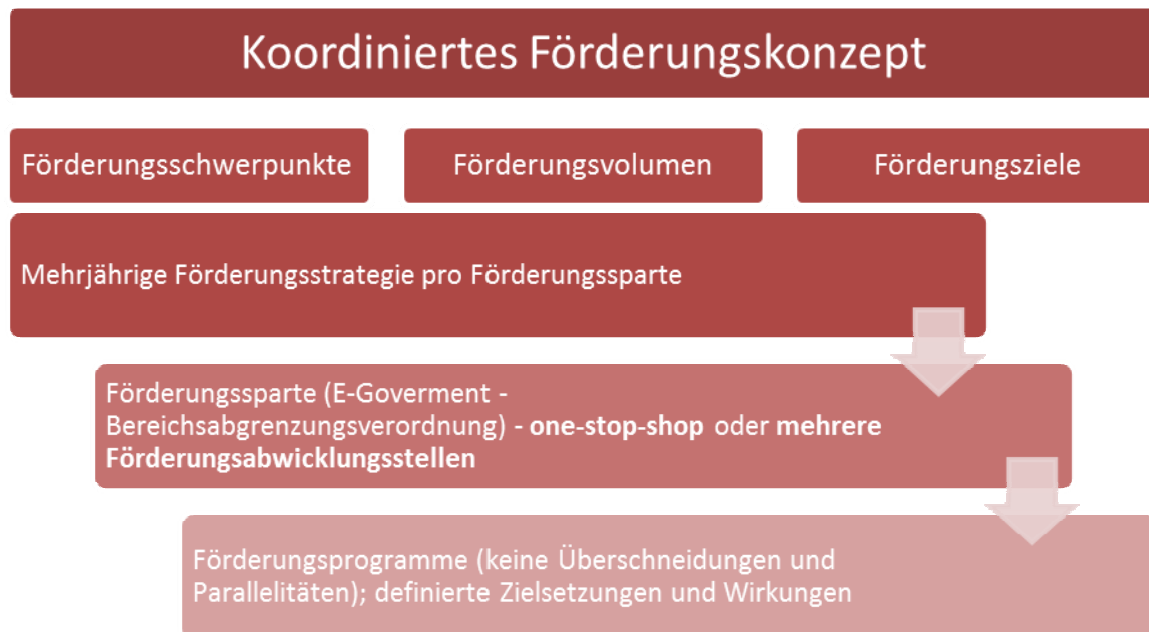 Koordiniertes Förderungskonzept
Förderungsschwerpunkte
Förderungsvolumen
Förderungsziele
Mehrjährige Förderungsstrategie pro Förderungssparte
Förderungssparte (E-Goverment -
Bereichsabgrenzungsverordnung) - one-stop-shop oder mehrere
Förderungsabwicklungsstellen
Förderungsprogramme (keine Überschneidungen und
Parallelitäten); definierte Zielsetzungen und Wirkungen